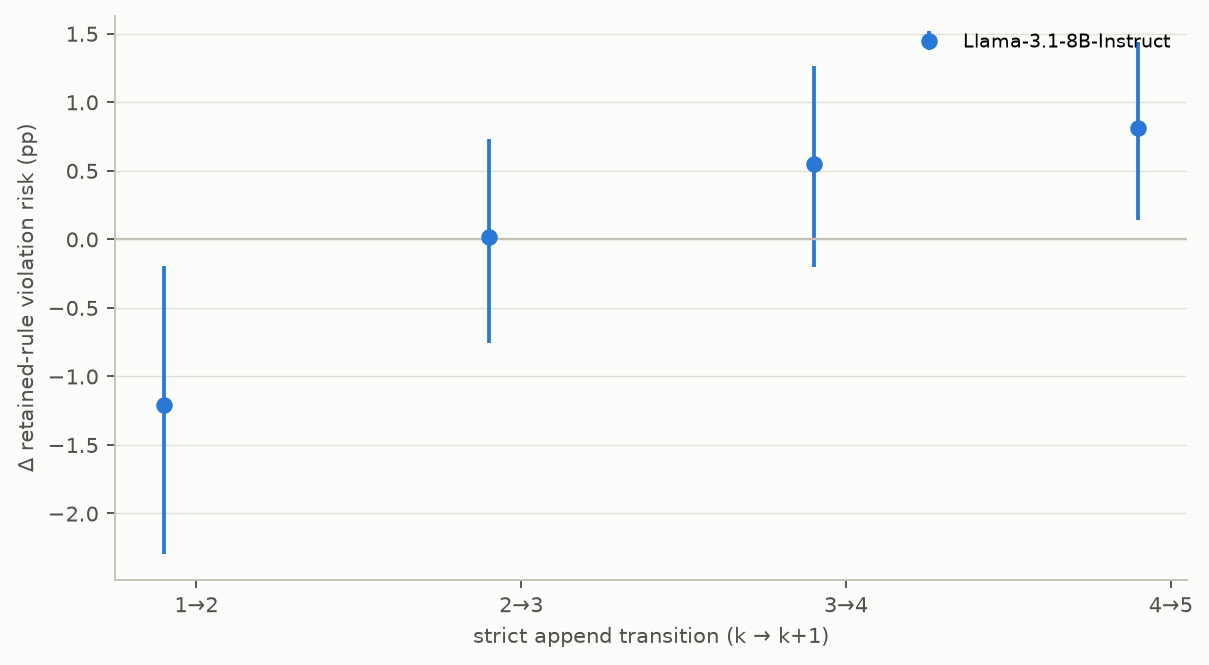 Llama-3.1-8B-Instruct
1.5
1.0
0.5
0.0
−0.5
−1.0
−1.5
−2.0
Δ retained-rule violation risk (pp)
1→2 2→3 3→4 4→5
strict append transition (k → k+1)